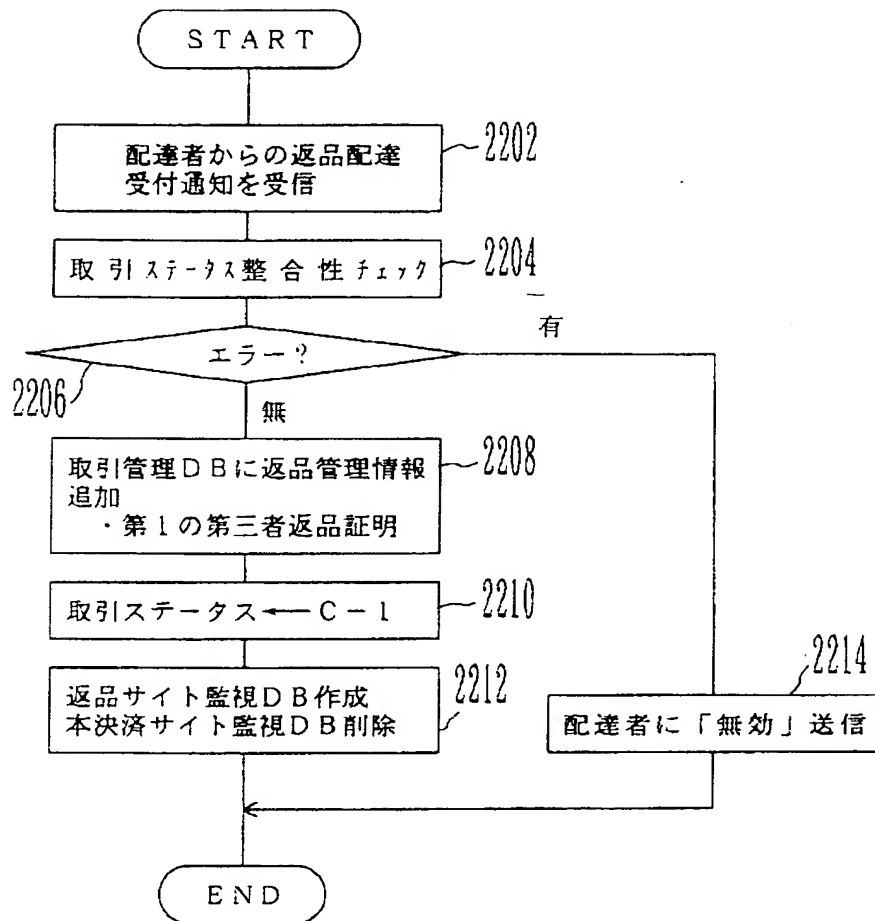 START
配達者からの返品配達
受付通知を受信
2202
取引ｽﾃｰﾀｽ整合性ﾁｪｯｸ
2204
エラー?
有
2206
無
取引管理DBに返品管理情報
追加
・第1の第三者返品証明
2208
取引ステータス←C-1
2210
返品サイト監視DB作成
本決済サイト監視DB削除
2212
2214
配達者に「無効」送信
END